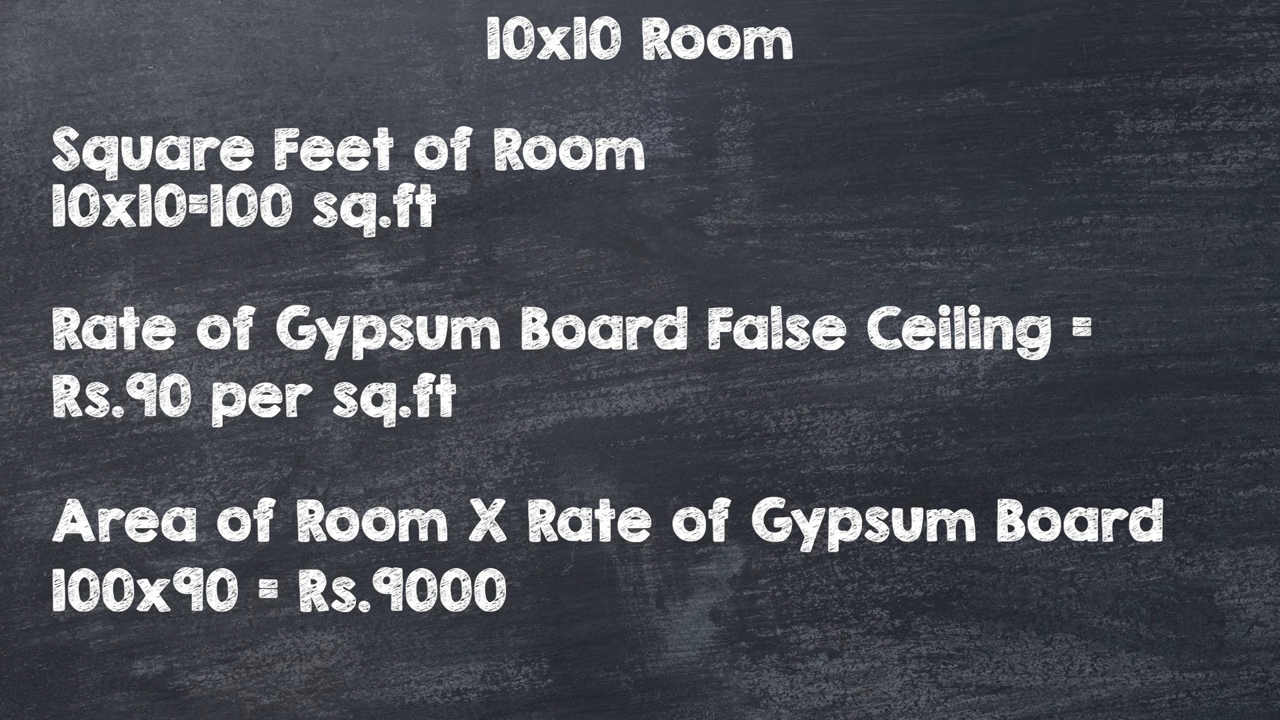 10x10 Room
Square Feet of Room
10x10=100 sq.ft
Rate of Gypsum Board False Ceiling =
Rs.90 per sq.ft
Area of Room X Rate of Gypsum Board
100x90 = Rs.9000